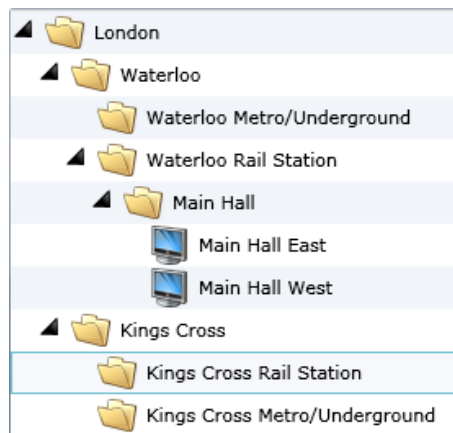 London
Waterloo
Waterloo Metro/Underground
Waterloo Rail Station
Main Hall
Main Hall East
Main Hall West
Kings Cross
Kings Cross Rail Station
Kings Cross Metro/Underground